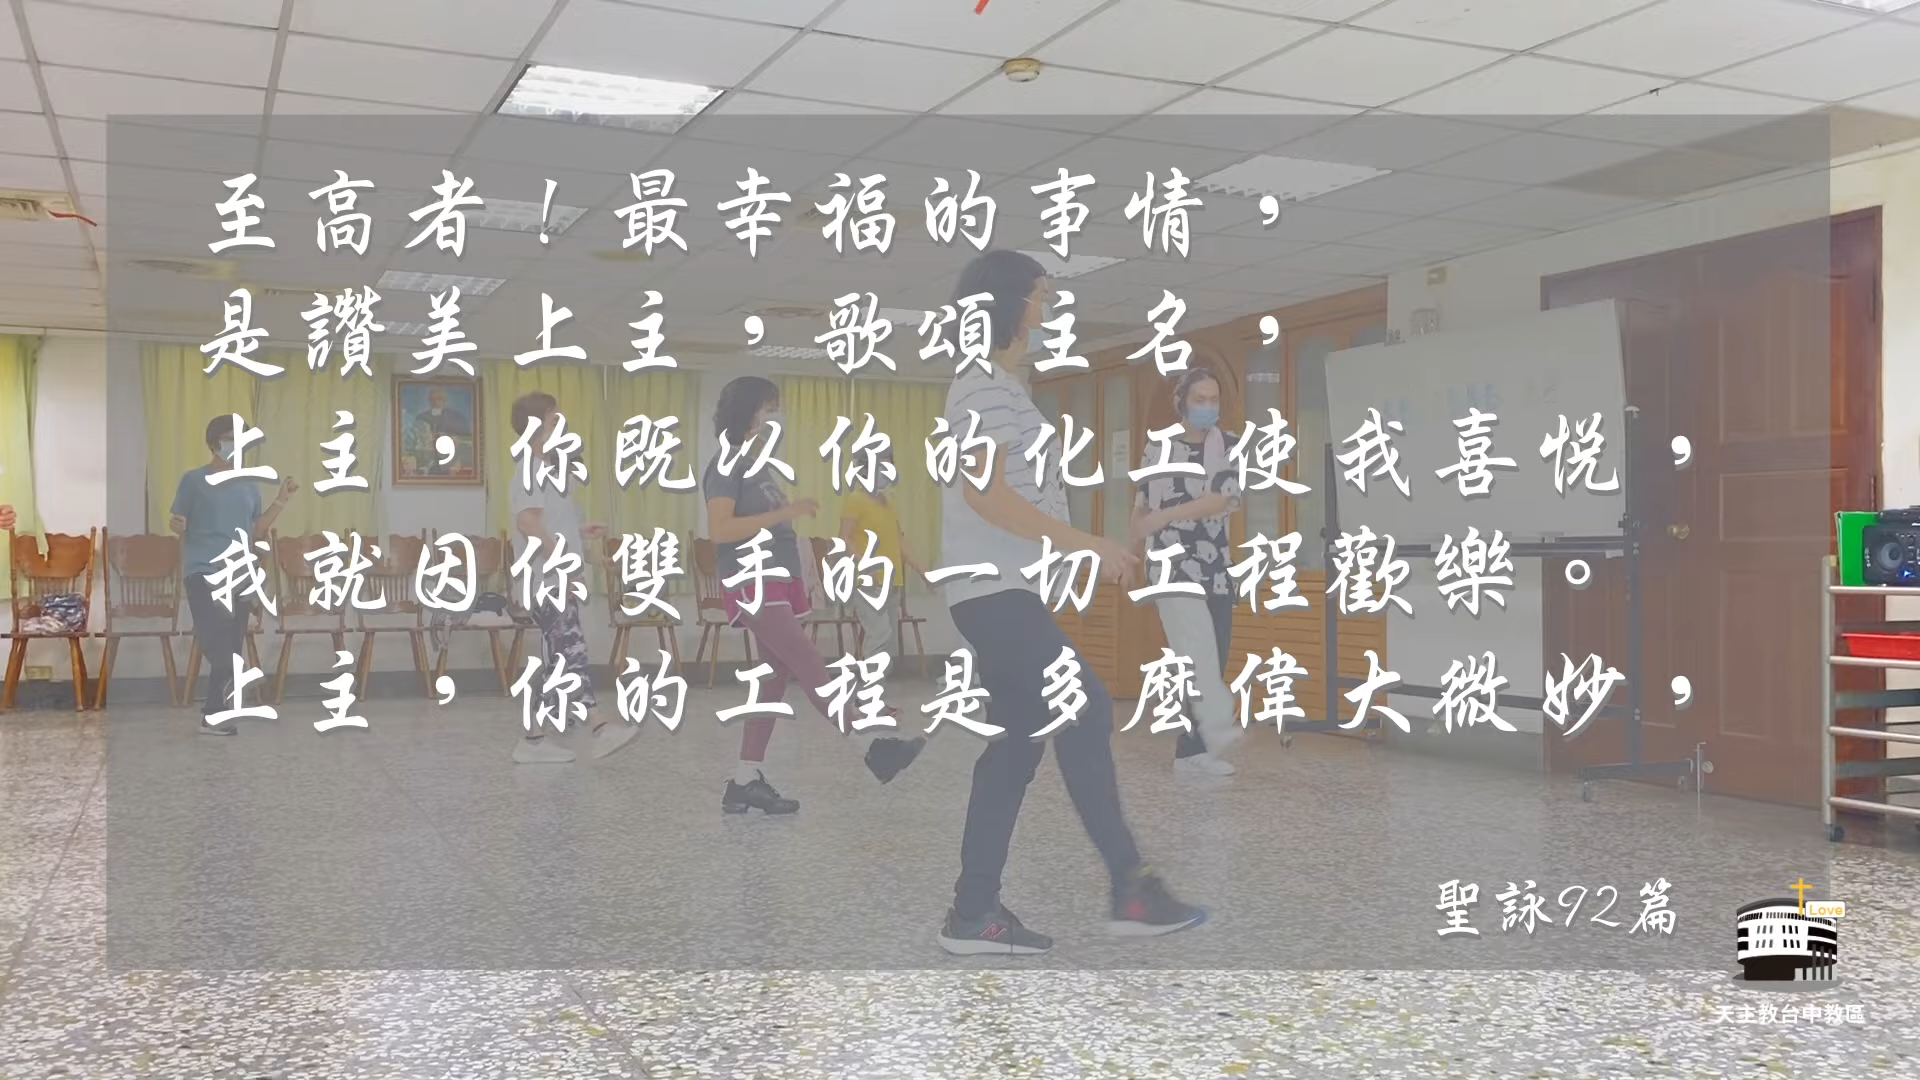 至高者！最幸福的事情，
是讚美上主，歌頌主名，
上主，你既以你的化工使我喜悅，
我就因你雙手的一切工程歡樂。
上主，你的工程是多麼偉大微妙，
聖詠92篇
Love
天主教台中教區